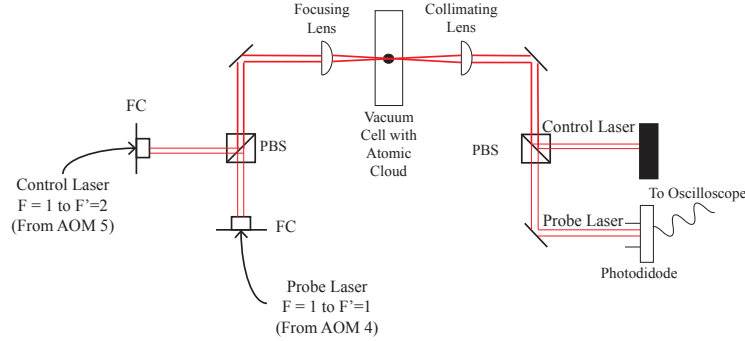 Focusing
Lens
Collimating
Lens
FC
PBS
Vacuum
Cell with
Atomic
Cloud
Control Laser
PBS
Control Laser
F = 1 to F'=2
(From AOM 5)
To Oscilloscope
Probe Laser
FC
Photodidode
Probe Laser
F = 1 to F'=1
(From AOM 4)